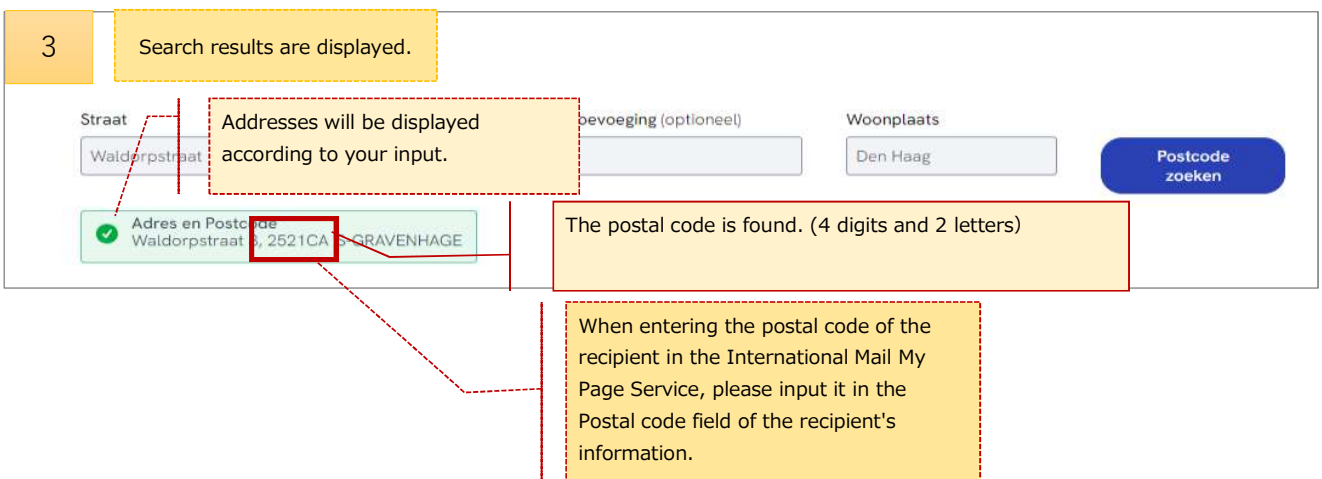 3
Search results are displayed.
Straat
Addresses will be displayed
according to your input.
(optioneel)
Woonplaats
Waldorpstraat
Den Haag
Postcode
zoeken
Adres en Postcode
Waldorpstraat 2521CA 'S-GRAVENHAGE
The postal code is found. (4 digits and 2 letters)
When entering the postal code of the
recipient in the International Mail My
Page Service, please input it in the
Postal code field of the recipient's
information.